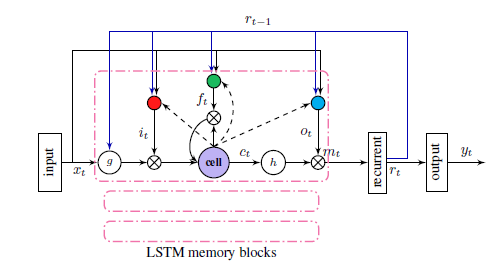 r_{t-1}
f_t
i_t
o_t
input
x_t
g
cell
c_t
h
m_t
recurrent
r_t
output
y_t
LSTM memory blocks